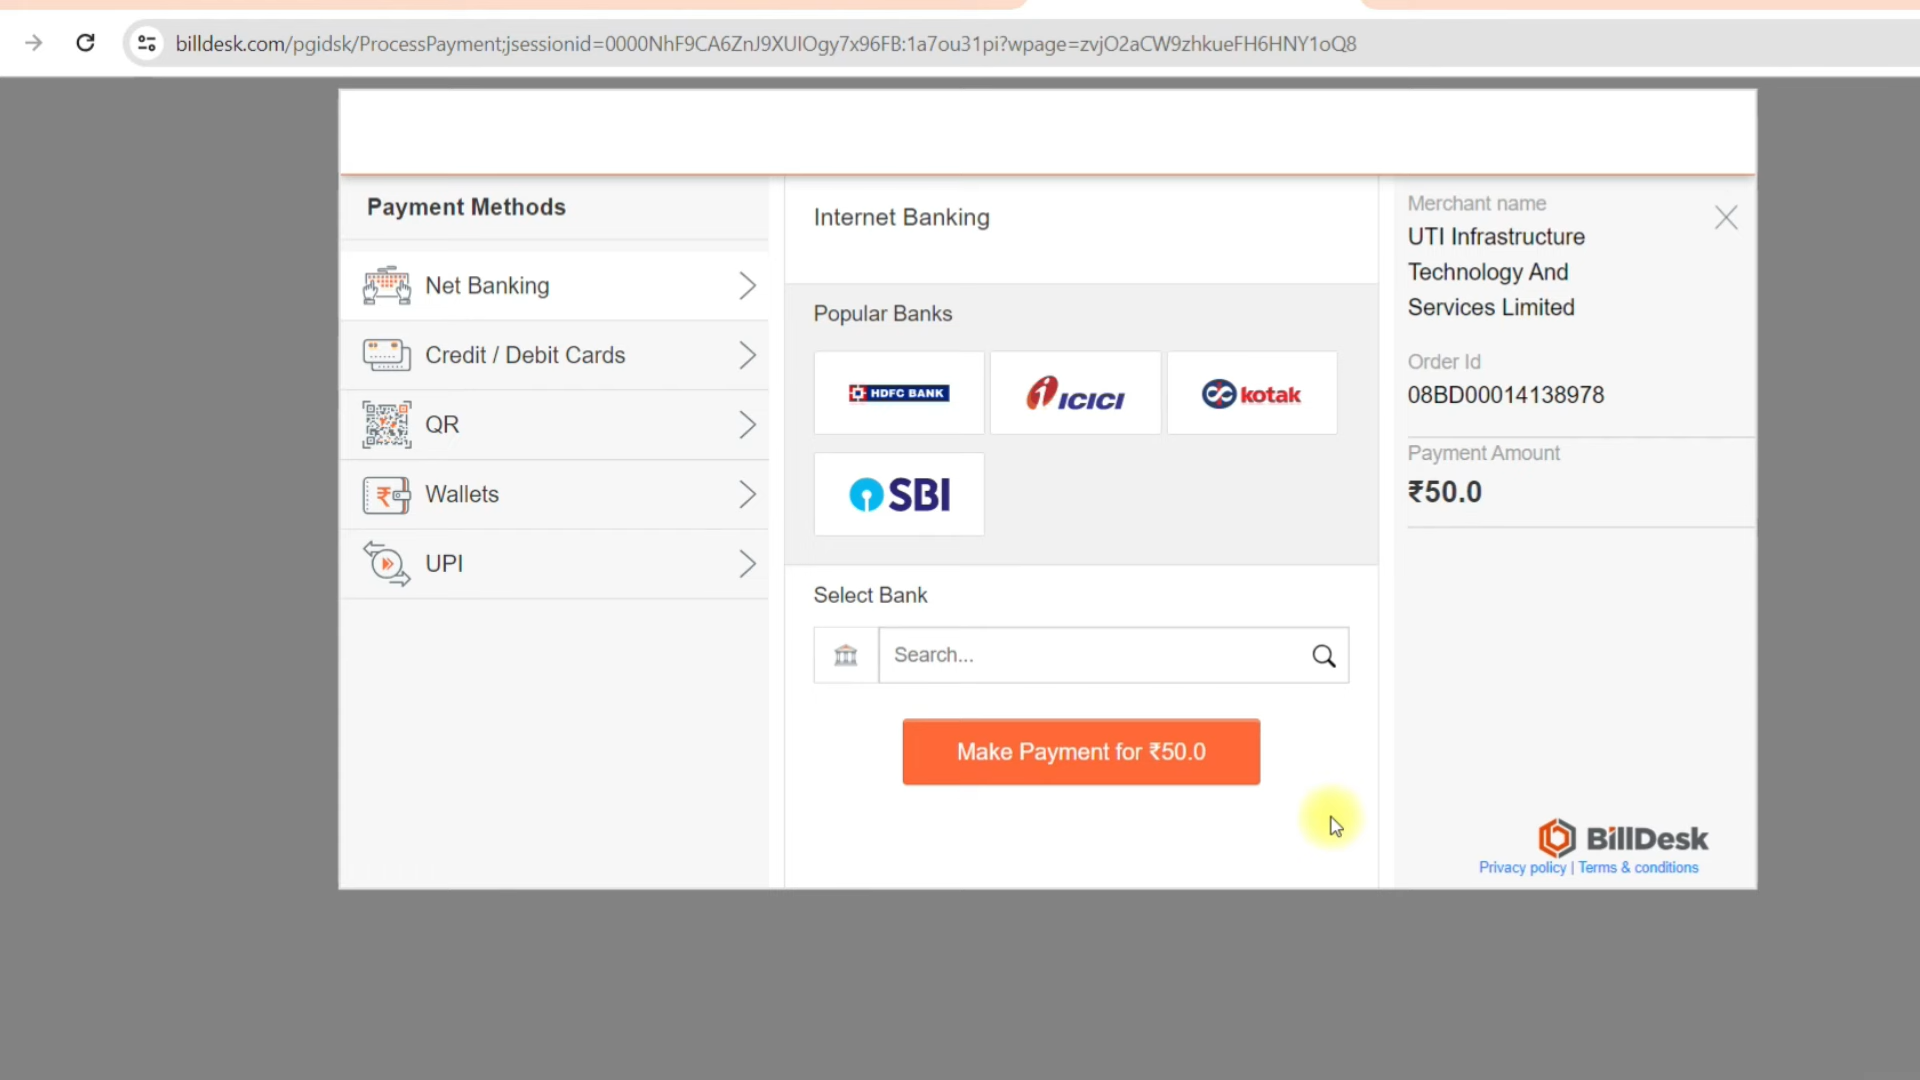 billdesk.com/pgidsk/ProcessPayment;jsessionid=0000NhF9CA6ZnJ9XUIOgy7x96FB:1a7ou31pi?wpage=zvjO2aCW9zhkueFH6HNY1oQ8
Payment Methods
Net Banking
Credit / Debit Cards
QR
Wallets
UPI
Internet Banking
Popular Banks
HDFC BANK
ICICI
kotak
SBI
Select Bank
Search...
Make Payment for ₹50.0
Merchant name
UTI Infrastructure
Technology And
Services Limited
Order Id
08BD00014138978
Payment Amount
₹50.0
BillDesk
Privacy policy | Terms & conditions